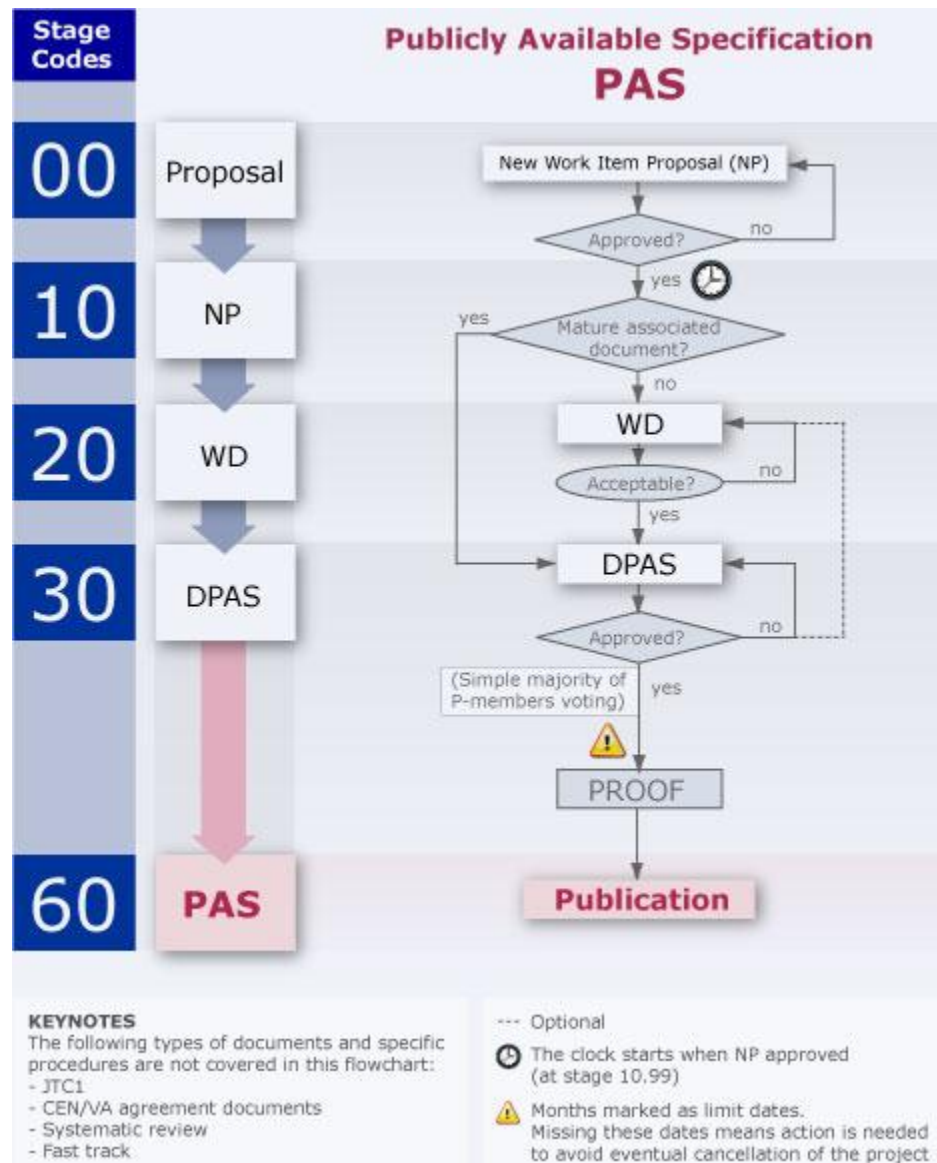 Stage
Codes
Publicly Available Specification
PAS
00
Proposal
New Work Item Proposal (NP)
Approved?
no
yes
10
NP
yes
Mature associated
document?
no
20
WD
WD
Acceptable?
no
yes
30
DPAS
DPAS
Approved?
no
(Simple majority of
P-members voting)
yes
PROOF
60
PAS
Publication
KEYNOTES
The following types of documents and specific
procedures are not covered in this flowchart:
- JTC1
- CEN/VA agreement documents
- Systematic review
- Fast track
--- Optional
The clock starts when NP approved
(at stage 10.99)
Months marked as limit dates.
Missing these dates means action is needed
to avoid eventual cancellation of the project